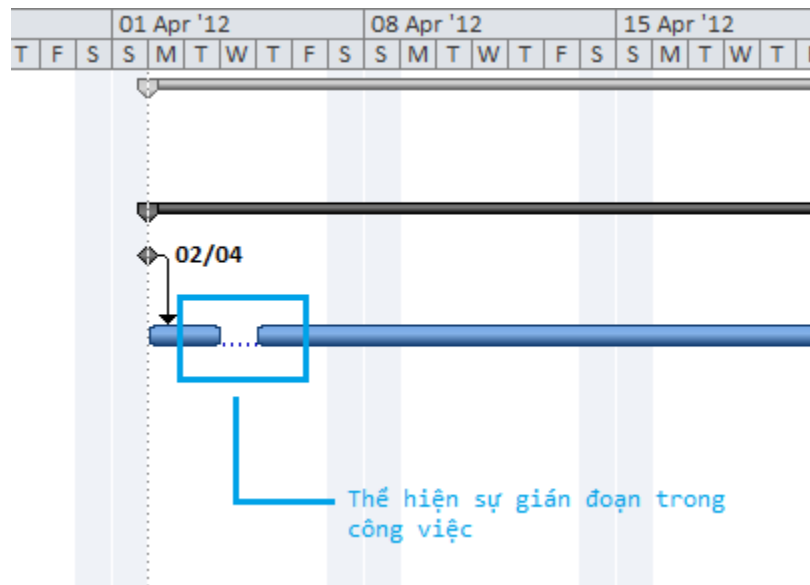 01 Apr '12 08 Apr '12 15 Apr '12
T F S S M T W T F S S M T W T F S S M T W T
02/04
Thể hiện sự gián đoạn trong
công việc